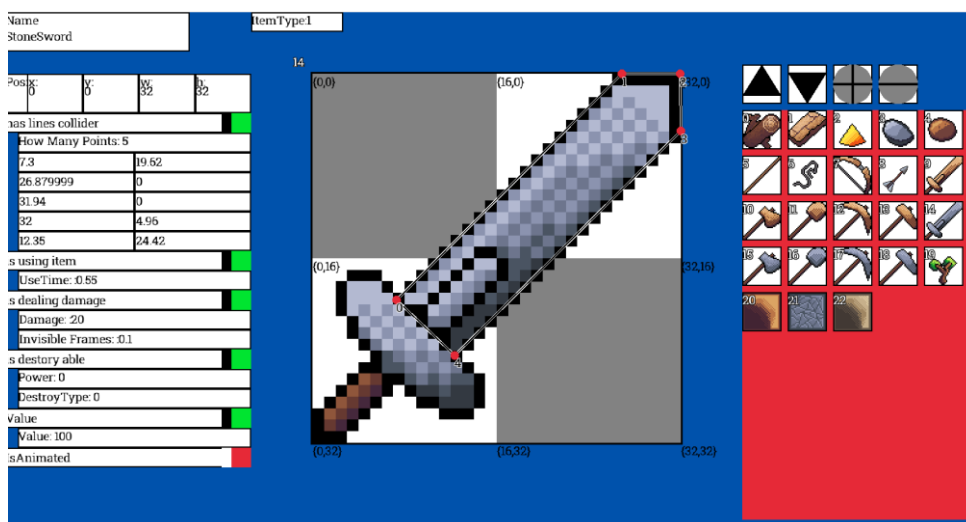 Name
StoneSword
ItemType:1
Pos:x: y: w: h:
0 0 32 32
has lines collider
How Many Points: 5
7.3 19.62
26.879999 0
31.94 0
32 4.96
12.35 24.42
is using item
UseTime: :0.55
is dealing damage
Damage: :20
Invisible Frames: :0.1
is destory able
Power: 0
DestroyType: 0
Value
Value: 100
IsAnimated
14
(0,0) (16,0) (32,0)
1
3
(0,16) (32,16)
0
4
(0,32) (16,32) (32,32)
0 1 2 3 4
5 6 7 8 9
10 11 12 13 14
15 16 17 18 19
20 21 22